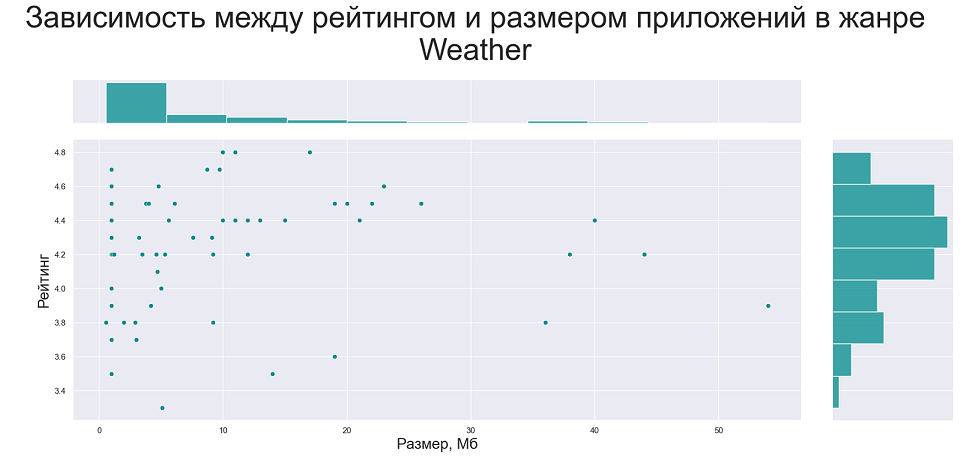 Зависимость между рейтингом и размером приложений в жанре
Weather
4.8
4.6
4.4
4.2
4.0
3.8
3.6
3.4
Рейтинг
0 10 20 30 40 50
Размер, Мб